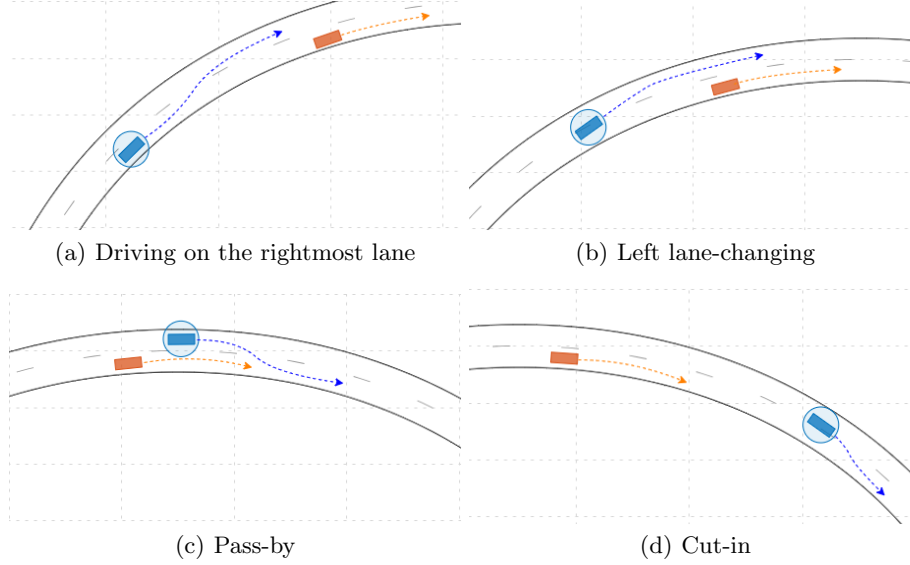 (a) Driving on the rightmost lane
(b) Left lane-changing
(c) Pass-by
(d) Cut-in